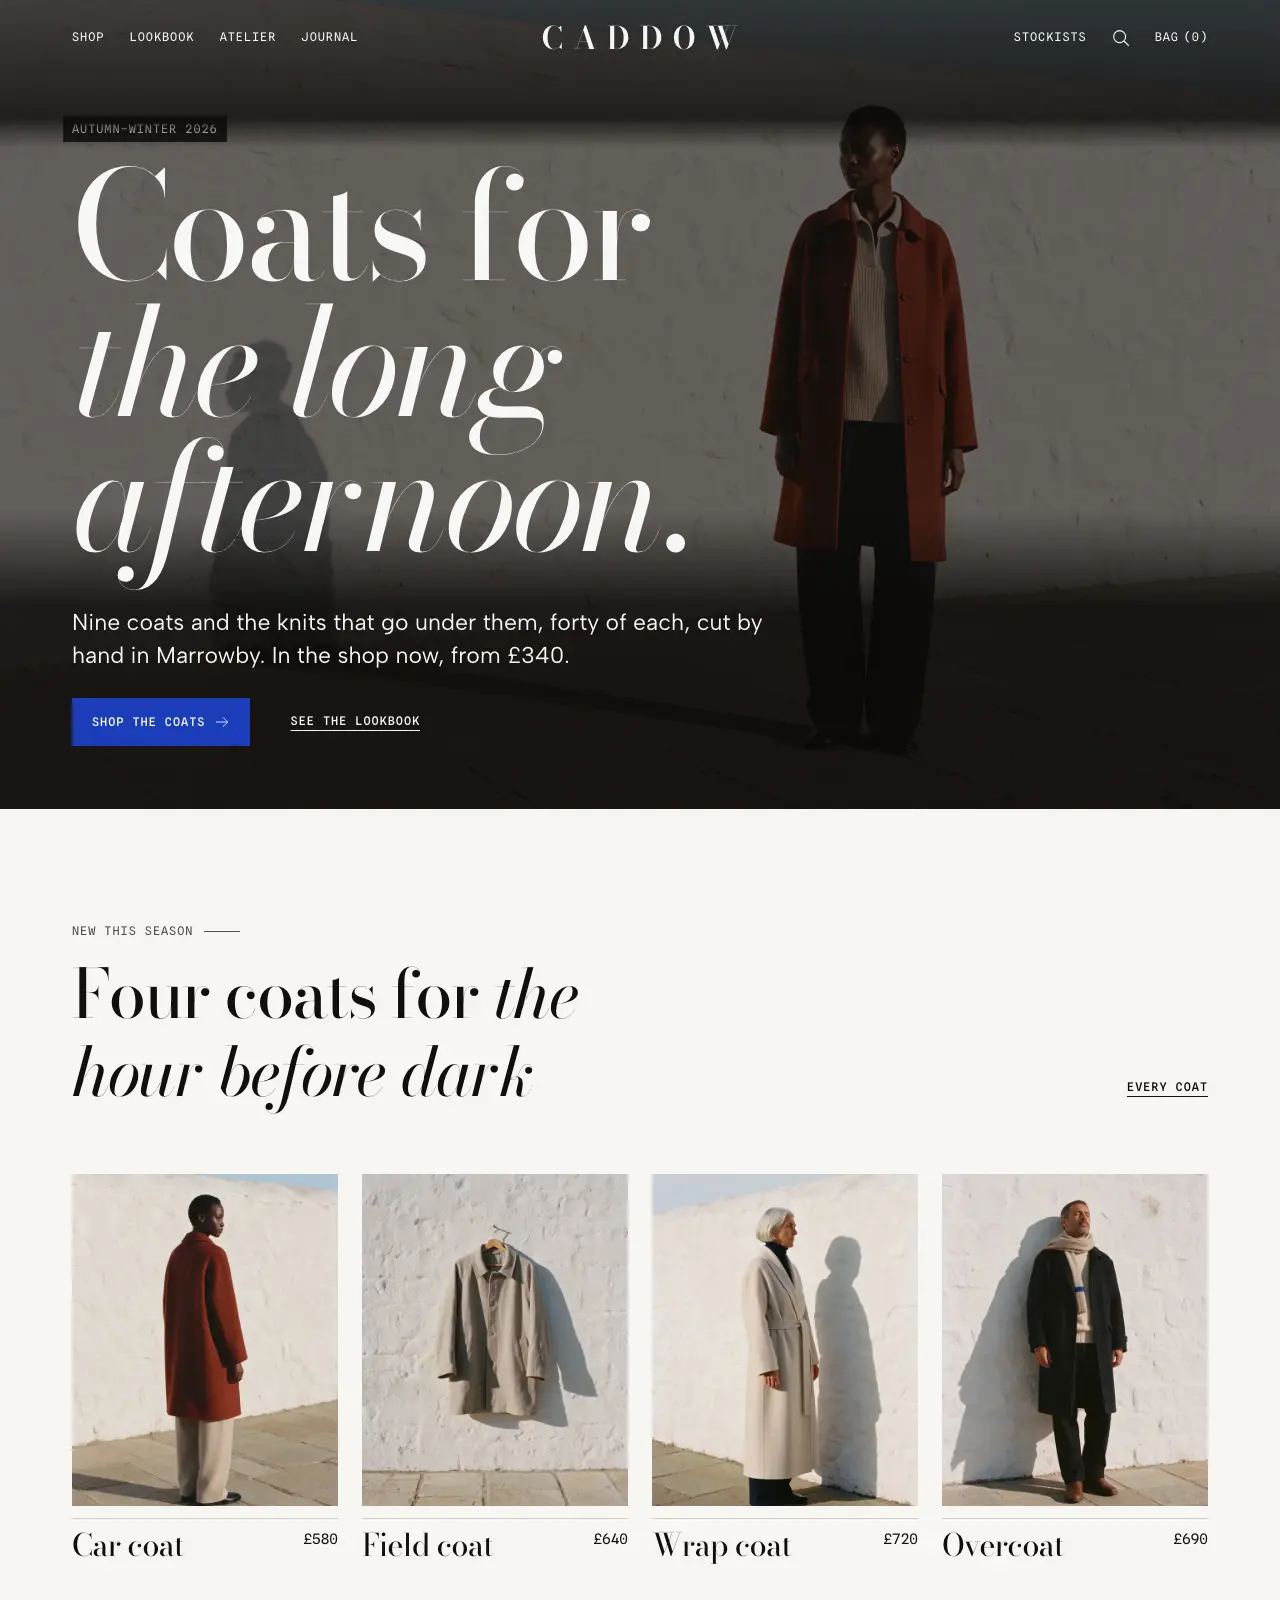 SHOP LOOKBOOK ATELIER JOURNAL CADDOW STOCKISTS BAG (0)
AUTUMN–WINTER 2026
Coats for
the long
afternoon.
Nine coats and the knits that go under them, forty of each, cut by
hand in Marrowby. In the shop now, from £340.
SHOP THE COATS → SEE THE LOOKBOOK
NEW THIS SEASON
Four coats for the
hour before dark
EVERY COAT
Car coat £580
Field coat £640
Wrap coat £720
Overcoat £690